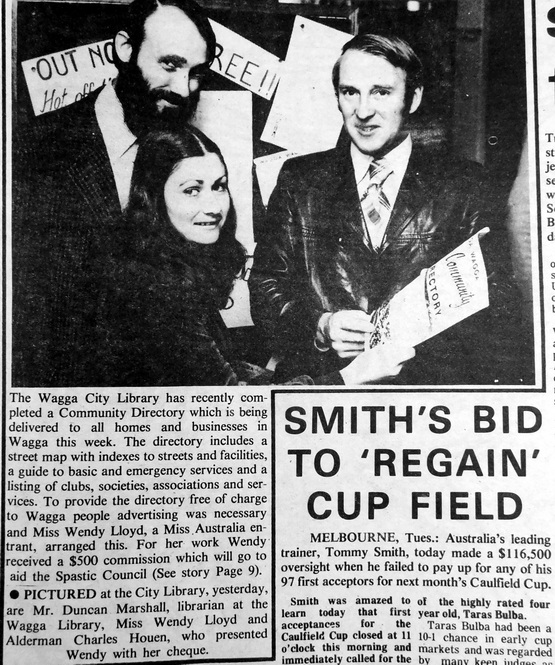 'OUT NO
REE!!
Hot off
WAGGA
Community
DIRECTORY
The Wagga City Library has recently com-
pleted a Community Directory which is being
delivered to all homes and businesses in
Wagga this week. The directory includes a
street map with indexes to streets and facilities,
a guide to basic and emergency services and a
listing of clubs, societies, associations and ser-
vices. To provide the directory free of charge
to Wagga people advertising was necessary
and Miss Wendy Lloyd, a Miss Australia en-
trant, arranged this. For her work Wendy
received a $500 commission which will go to
aid the Spastic Council (See story Page 9).
● PICTURED at the City Library, yesterday,
are Mr. Duncan Marshall, librarian at the
Wagga Library, Miss Wendy Lloyd and
Alderman Charles Houen, who presented
Wendy with her cheque.
SMITH'S BID
TO 'REGAIN'
CUP FIELD
MELBOURNE, Tues.: Australia's leading
trainer, Tommy Smith, today made a $116,500
oversight when he failed to pay up for any of his
97 first acceptors for next month's Caulfield Cup.
Smith was amazed to
learn today that first
acceptances for the
Caulfield Cup closed at 11
o'clock this morning and
immediately called for the
of the highly rated four
year old, Taras Bulba.
Taras Bulba had been a
10-1 chance in early cup
markets and was regarded
by many keen judges